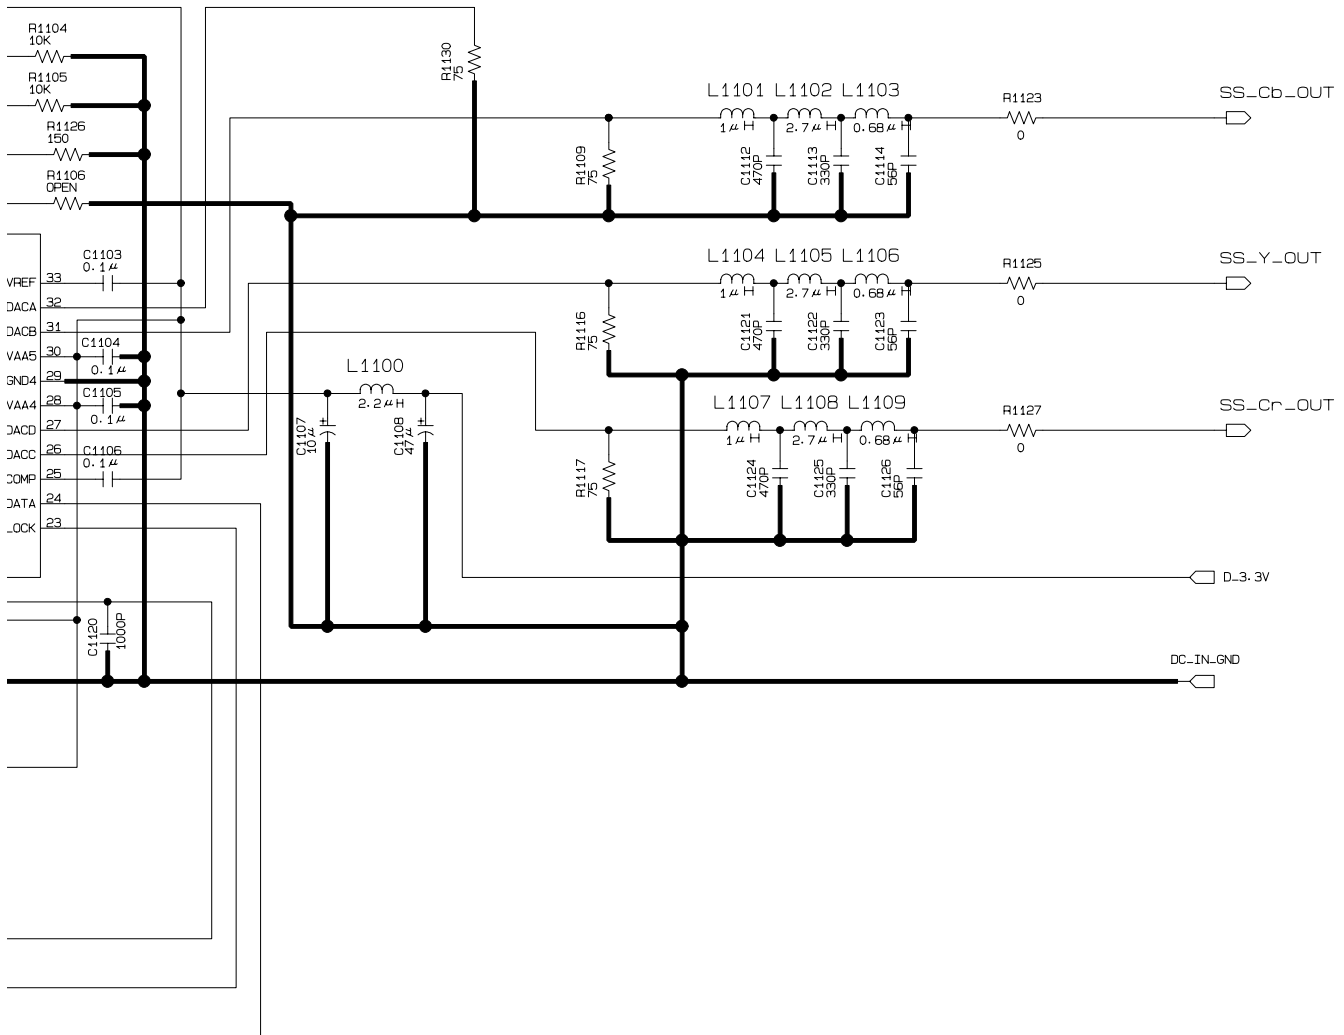 R1104
10K
R1105
10K
R1126
150
R1106
OPEN
R1130
75
L1101 L1102 L1103
1μH 2.7μH 0.68μH
R1109
75
C1112
470P
C1113
330P
C1114
56P
R1123
0
SS_Cb_OUT
C1103
0.1μ
VREF 33
DACA 32
DACB 31
VAA5 30
C1104
0.1μ
GND4 29
VAA4 28
C1105
0.1μ
DACD 27
DACC 26
C1106
0.1μ
COMP 25
DATA 24
LOCK 23
L1104 L1105 L1106
1μH 2.7μH 0.68μH
R1116
75
C1121
470P
C1122
330P
C1123
56P
R1125
0
SS_Y_OUT
L1100
2.2μH
C1107
10μ
+
C1108
47μ
+
L1107 L1108 L1109
1μH 2.7μH 0.68μH
R1117
75
C1124
470P
C1125
330P
C1126
56P
R1127
0
SS_Cr_OUT
D_3.3V
C1120
1000P
DC_IN_GND